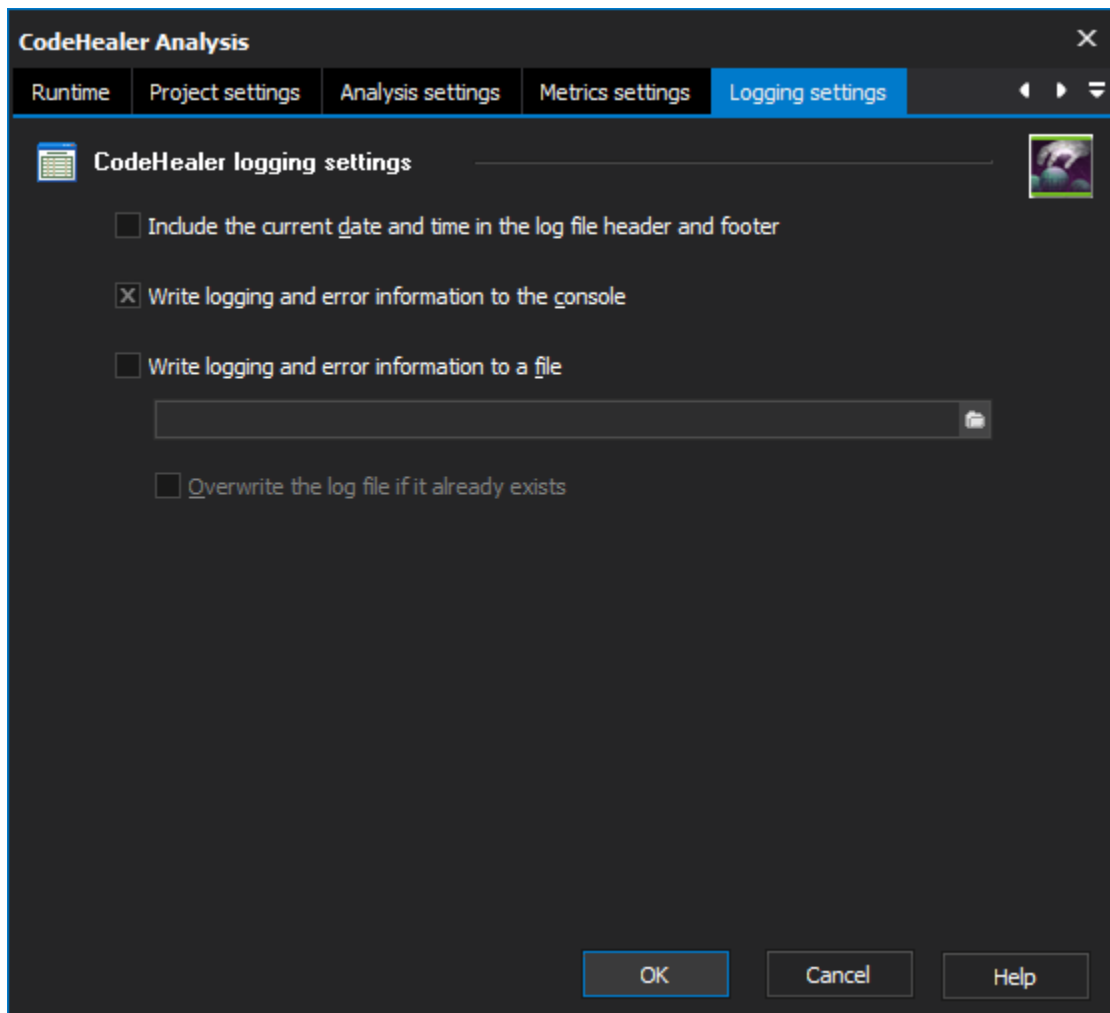 CodeHealer Analysis
Runtime Project settings Analysis settings Metrics settings Logging settings
CodeHealer logging settings
Include the current date and time in the log file header and footer
Write logging and error information to the console
Write logging and error information to a file
Overwrite the log file if it already exists
OK Cancel Help